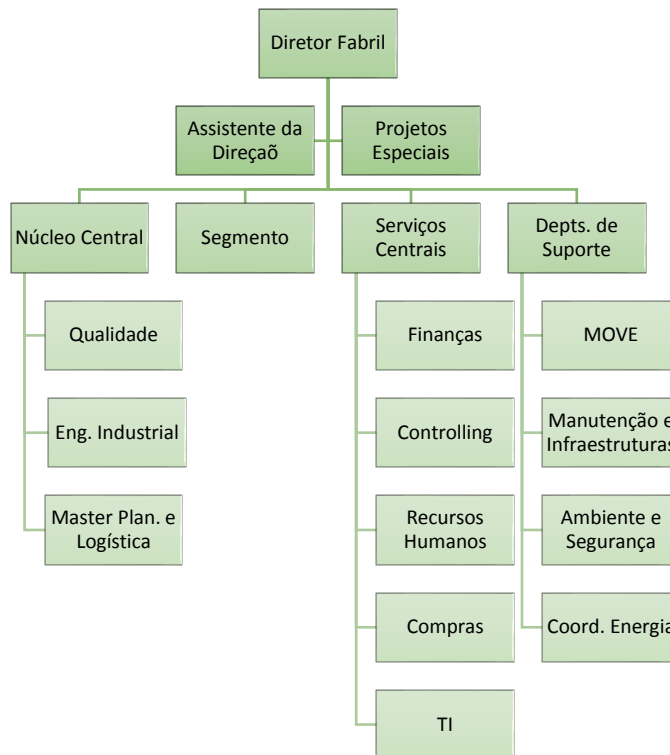 Diretor Fabril
Assistente da
Direçaõ
Projetos
Especiais
Núcleo Central
Segmento
Serviços
Centrais
Depts. de
Suporte
Qualidade
Eng. Industrial
Master Plan. e
Logística
Finanças
Controlling
Recursos
Humanos
Compras
TI
MOVE
Manutenção e
Infraestruturas
Ambiente e
Segurança
Coord. Energia